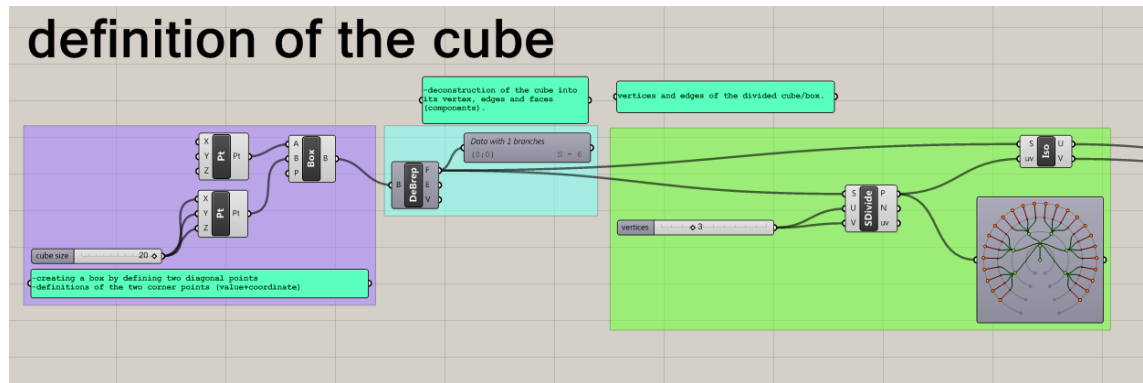 definition of the cube
-deconstruction of the cube into
its vertex, edges and faces
(components).
vertices and edges of the divided cube/box.
X
Y
Z
Pt
Pt
A
B
P
Box
B
X
Y
Z
Pt
Pt
cube size
20
-creating a box by defining two diagonal points
-definitions of the two corner points (value+coordinate)
Data with 1 branches
{0;0}
B
DeBrep
F
E
V
vertices
3
S
U
V
SDivide
P
N
uv
S
uv
Iso
U
V